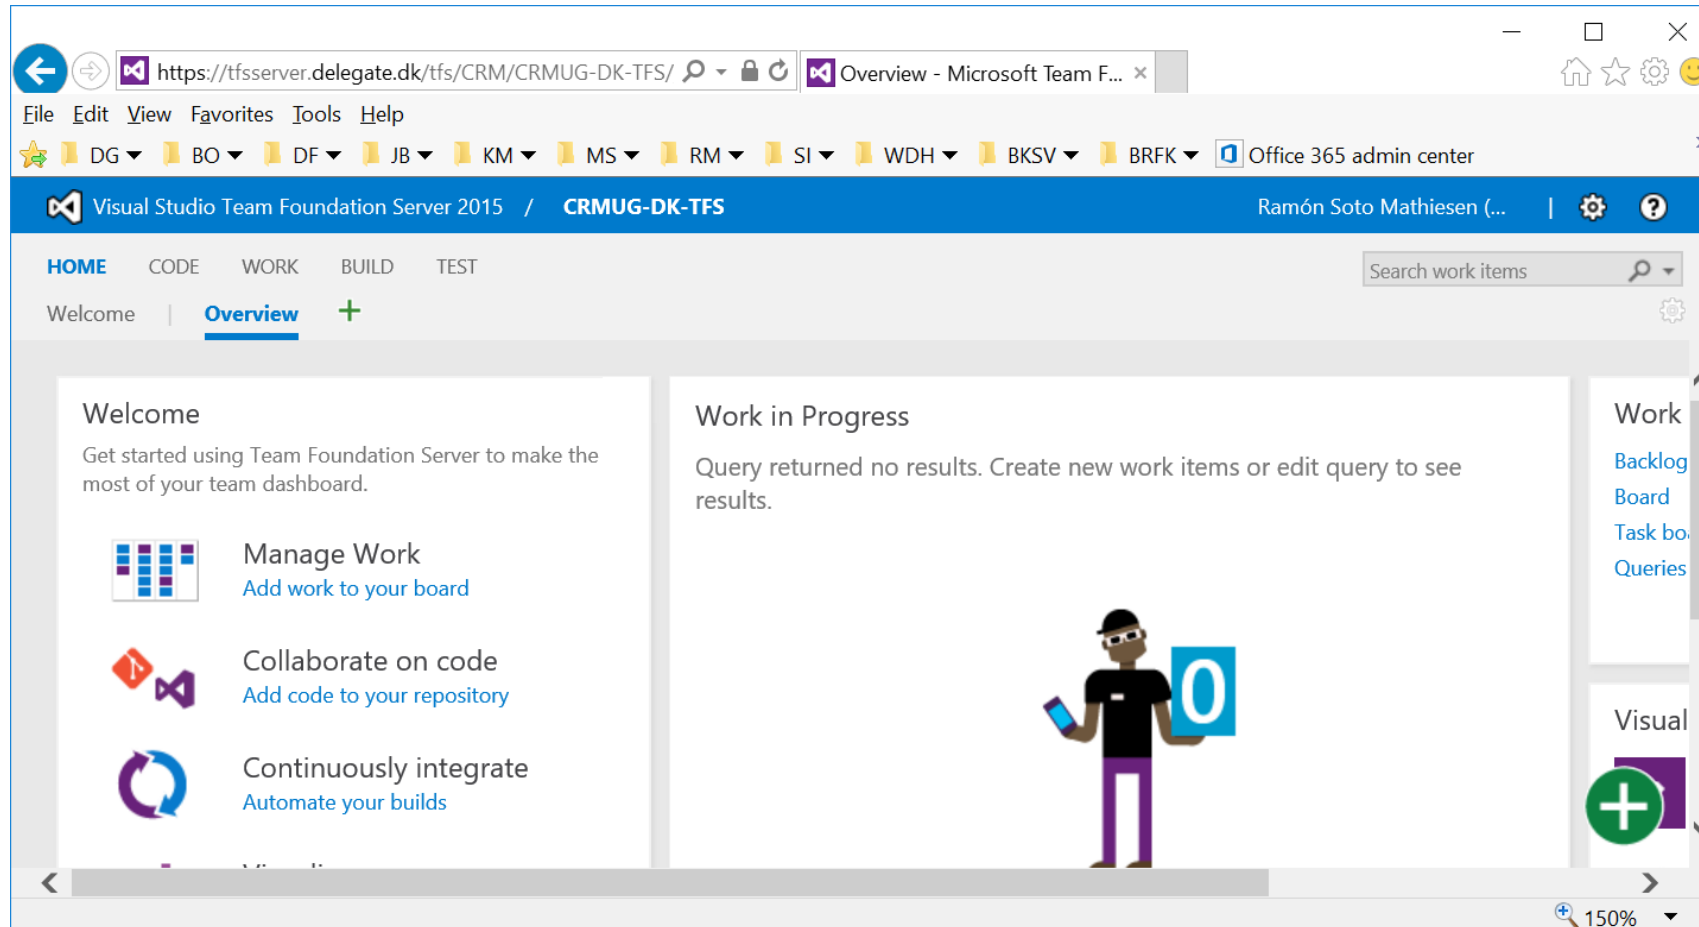 https://tfsserver.delegate.dk/tfs/CRM/CRMUG-DK-TFS/ Overview - Microsoft Team F...
File Edit View Favorites Tools Help
DG BO DF JB KM MS RM SI WDH BKSV BRFK Office 365 admin center
Visual Studio Team Foundation Server 2015 / CRMUG-DK-TFS Ramón Soto Mathiesen (... |
HOME CODE WORK BUILD TEST Search work items
Welcome | Overview
Welcome
Get started using Team Foundation Server to make the
most of your team dashboard.
Manage Work
Add work to your board
Collaborate on code
Add code to your repository
Continuously integrate
Automate your builds
Work in Progress
Query returned no results. Create new work items or edit query to see
results.
0
Work
Backlog
Board
Task bo
Queries
Visual
150%